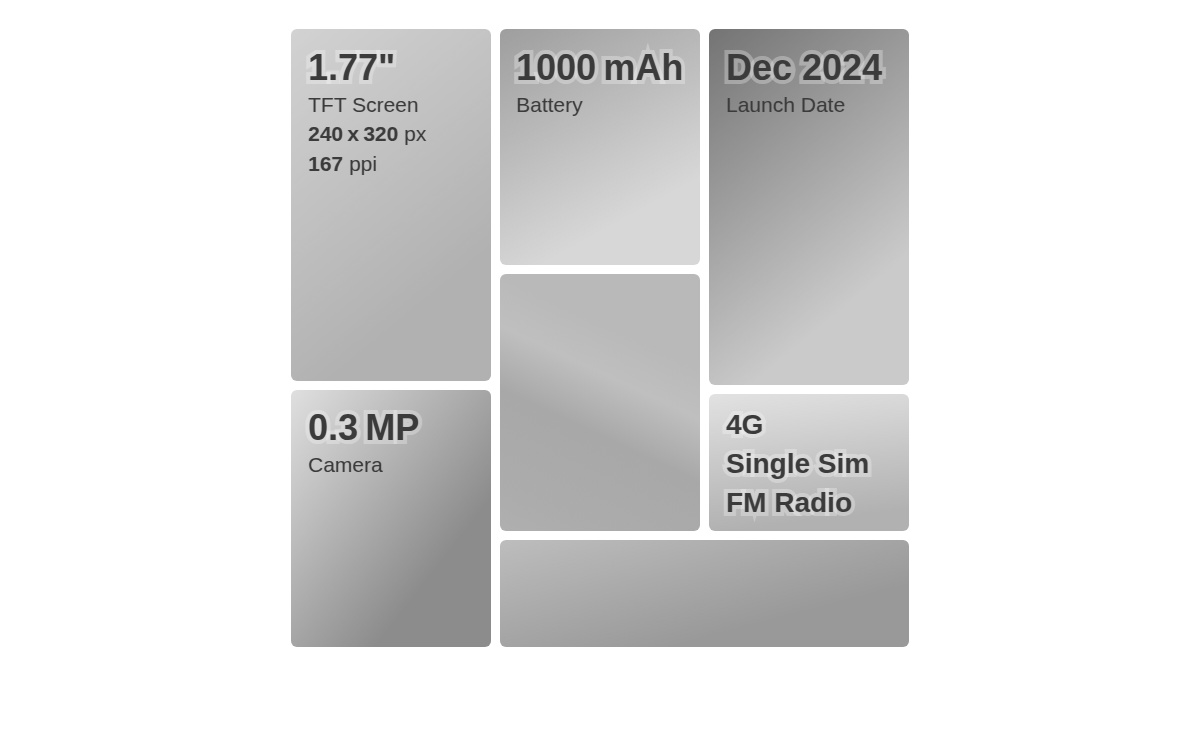 1.77"
TFT Screen
240 x 320 px
167 ppi
1000 mAh
Battery
Dec 2024
Launch Date
0.3 MP
Camera
4G
Single Sim
FM Radio